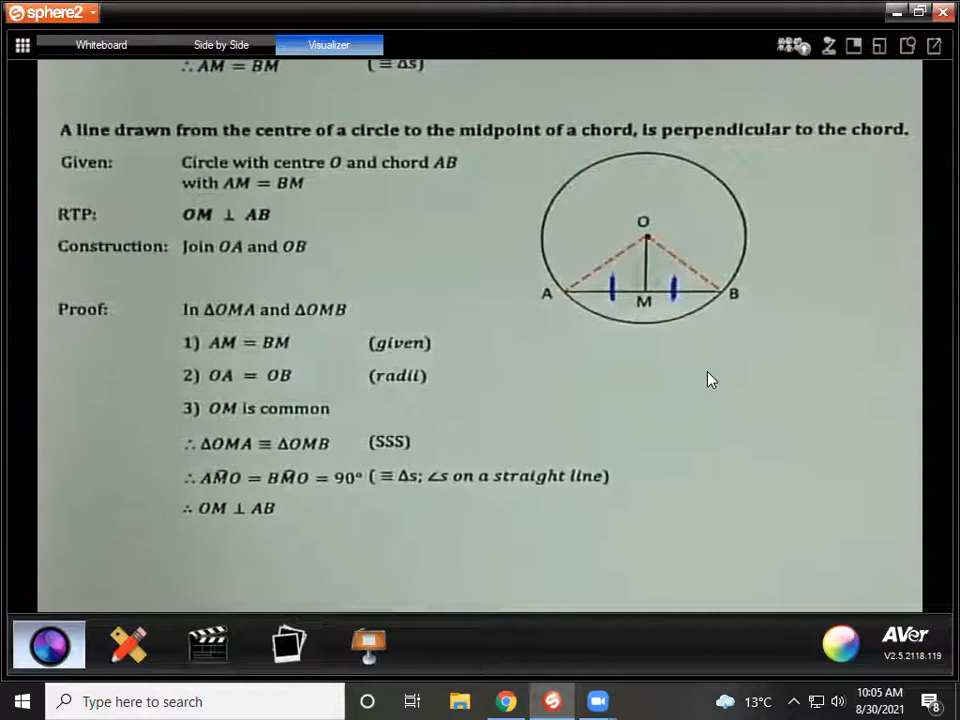 sphere2
Whiteboard
Side by Side
Visualizer
∴ AM = BM (≡ Δs)
A line drawn from the centre of a circle to the midpoint of a chord, is perpendicular to the chord.
Given: Circle with centre O and chord AB
with AM = BM
RTP: OM ⊥ AB
Construction: Join OA and OB
O
A
M
B
Proof: In ΔOMA and ΔOMB
1) AM = BM (given)
2) OA = OB (radii)
3) OM is common
∴ ΔOMA ≡ ΔOMB (SSS)
∴ AM̂O = BM̂O = 90° (≡ Δs; ∠s on a straight line)
∴ OM ⊥ AB
AVer
V2.5.2118.119
Type here to search
13°C
10:05 AM
8/30/2021
8